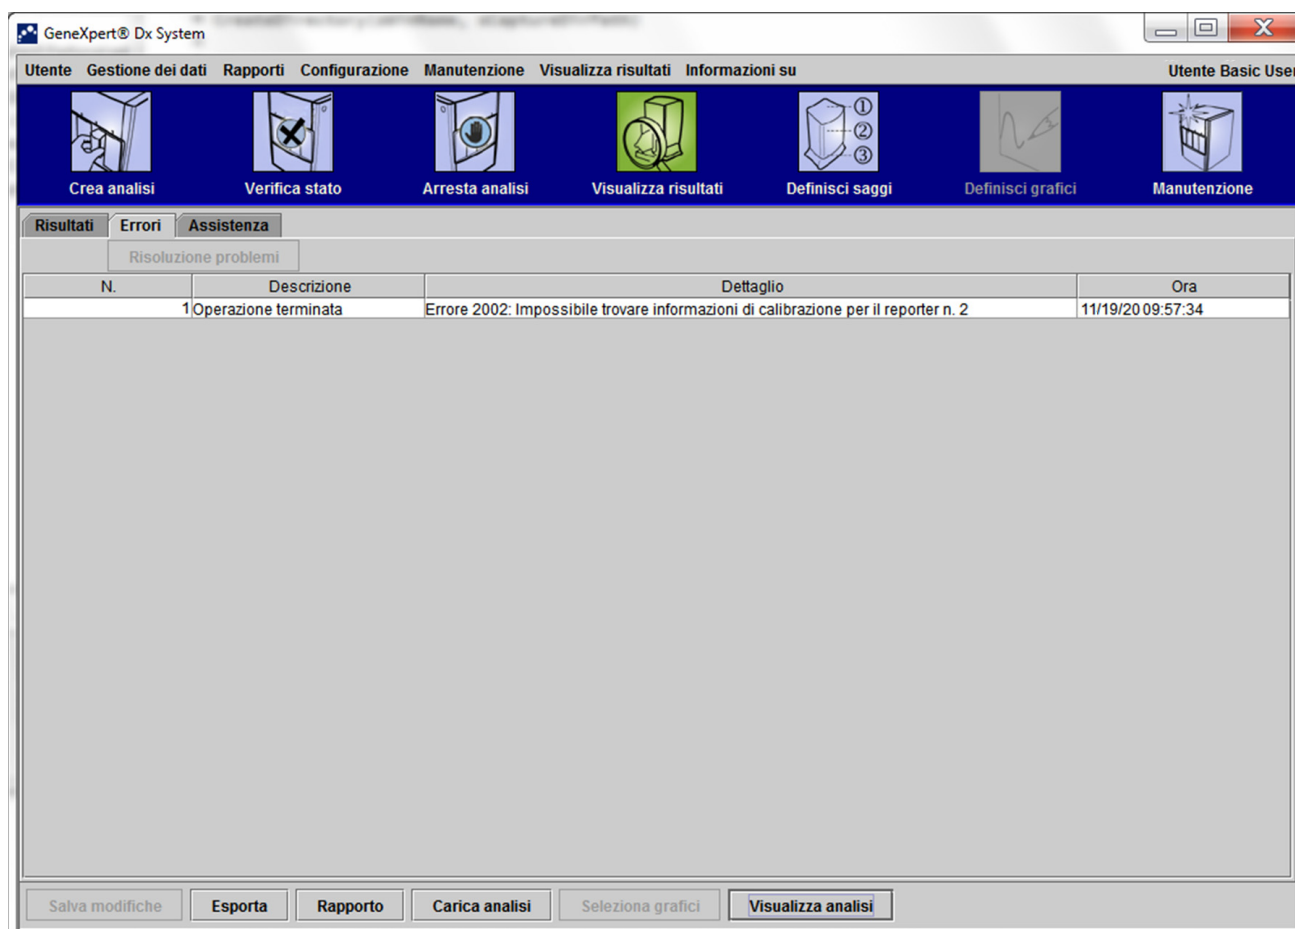 GeneXpert® Dx System
Utente Gestione dei dati Rapporti Configurazione Manutenzione Visualizza risultati Informazioni su Utente Basic User
1
2
3
Crea analisi Verifica stato Arresta analisi Visualizza risultati Definisci saggi Definisci grafici Manutenzione
Risultati Errori Assistenza
Risoluzione problemi
N. Descrizione Dettaglio Ora
1 Operazione terminata Errore 2002: Impossibile trovare informazioni di calibrazione per il reporter n. 2 11/19/20 09:57:34
Salva modifiche Esporta Rapporto Carica analisi Seleziona grafici Visualizza analisi